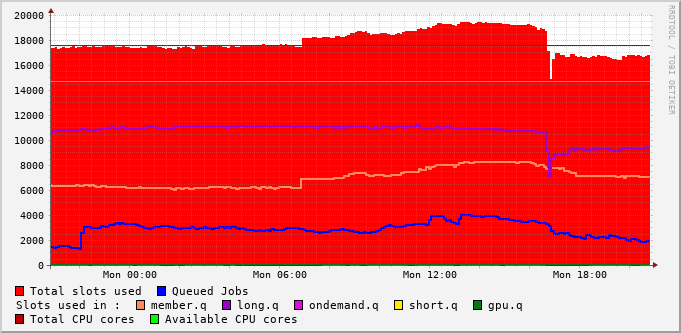 RRDTOOL / TOBI OETIKER
20000
18000
16000
14000
12000
10000
8000
6000
4000
2000
0
Mon 00:00 Mon 06:00 Mon 12:00 Mon 18:00
Total slots used Queued Jobs
Slots used in : member.q long.q ondemand.q short.q gpu.q
Total CPU cores Available CPU cores